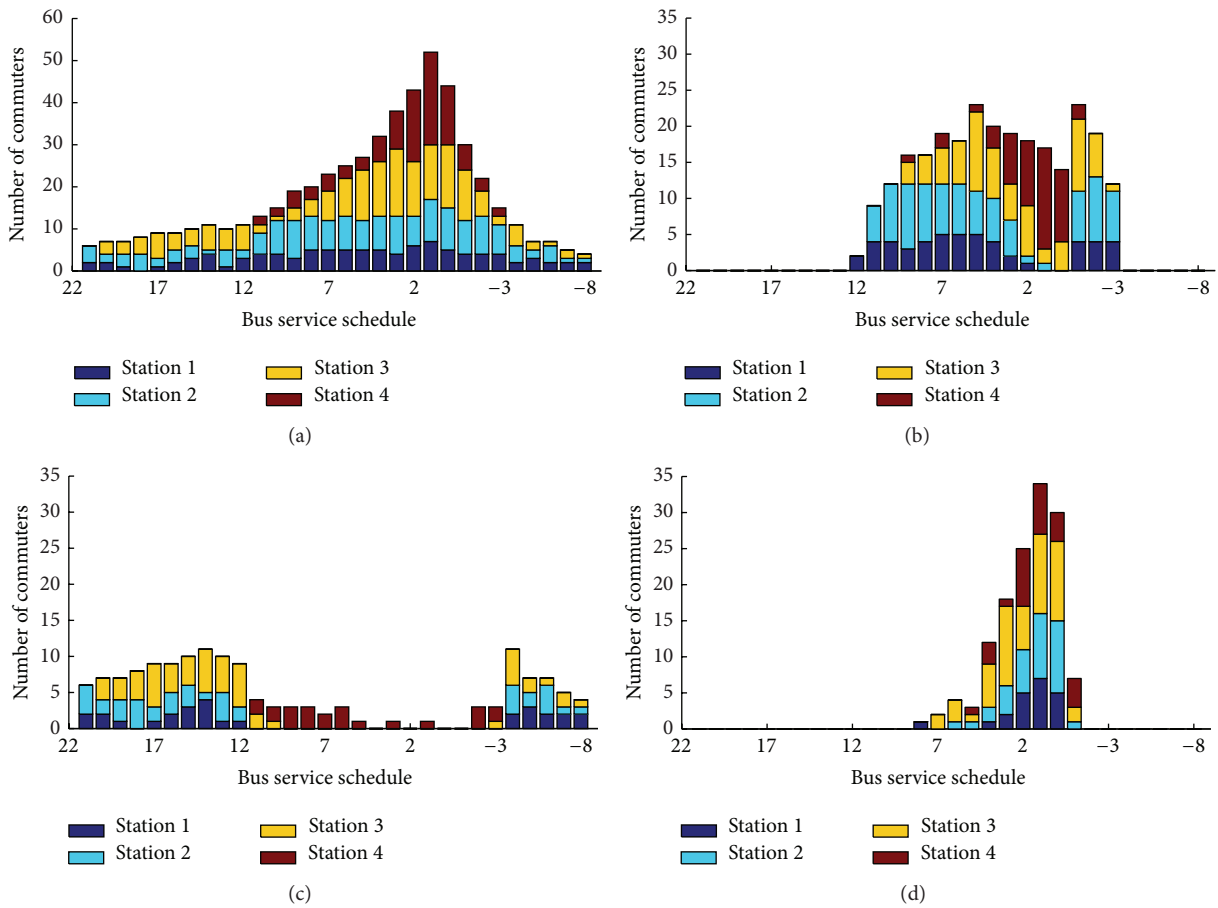 60
50
40
30
20
10
0
Number of commuters
22 17 12 7 2 −3 −8
Bus service schedule
Station 1 Station 3
Station 2 Station 4
(a)
35
30
25
20
15
10
5
0
Number of commuters
22 17 12 7 2 −3 −8
Bus service schedule
Station 1 Station 3
Station 2 Station 4
(b)
35
30
25
20
15
10
5
0
Number of commuters
22 17 12 7 2 −3 −8
Bus service schedule
Station 1 Station 3
Station 2 Station 4
(c)
35
30
25
20
15
10
5
0
Number of commuters
22 17 12 7 2 −3 −8
Bus service schedule
Station 1 Station 3
Station 2 Station 4
(d)